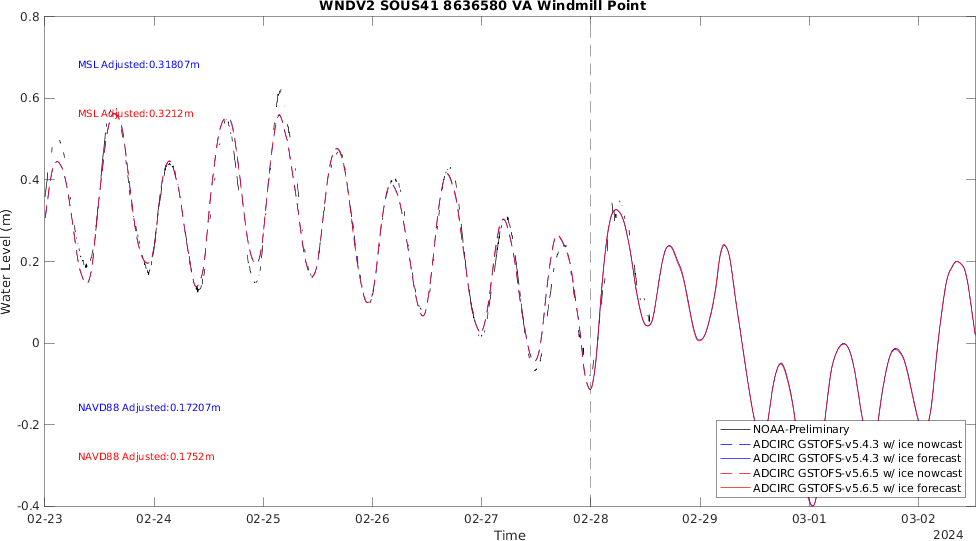 WNDV2 SOUS41 8636580 VA Windmill Point
0.8
0.6
0.4
0.2
0
-0.2
-0.4
Water Level (m)
MSL Adjusted:0.31807m
MSL Adjusted:0.3212m
NAVD88 Adjusted:0.17207m
NAVD88 Adjusted:0.1752m
NOAA-Preliminary
ADCIRC GSTOFS-v5.4.3 w/ ice nowcast
ADCIRC GSTOFS-v5.4.3 w/ ice forecast
ADCIRC GSTOFS-v5.6.5 w/ ice nowcast
ADCIRC GSTOFS-v5.6.5 w/ ice forecast
02-23 02-24 02-25 02-26 02-27 02-28 02-29 03-01 03-02
Time
2024